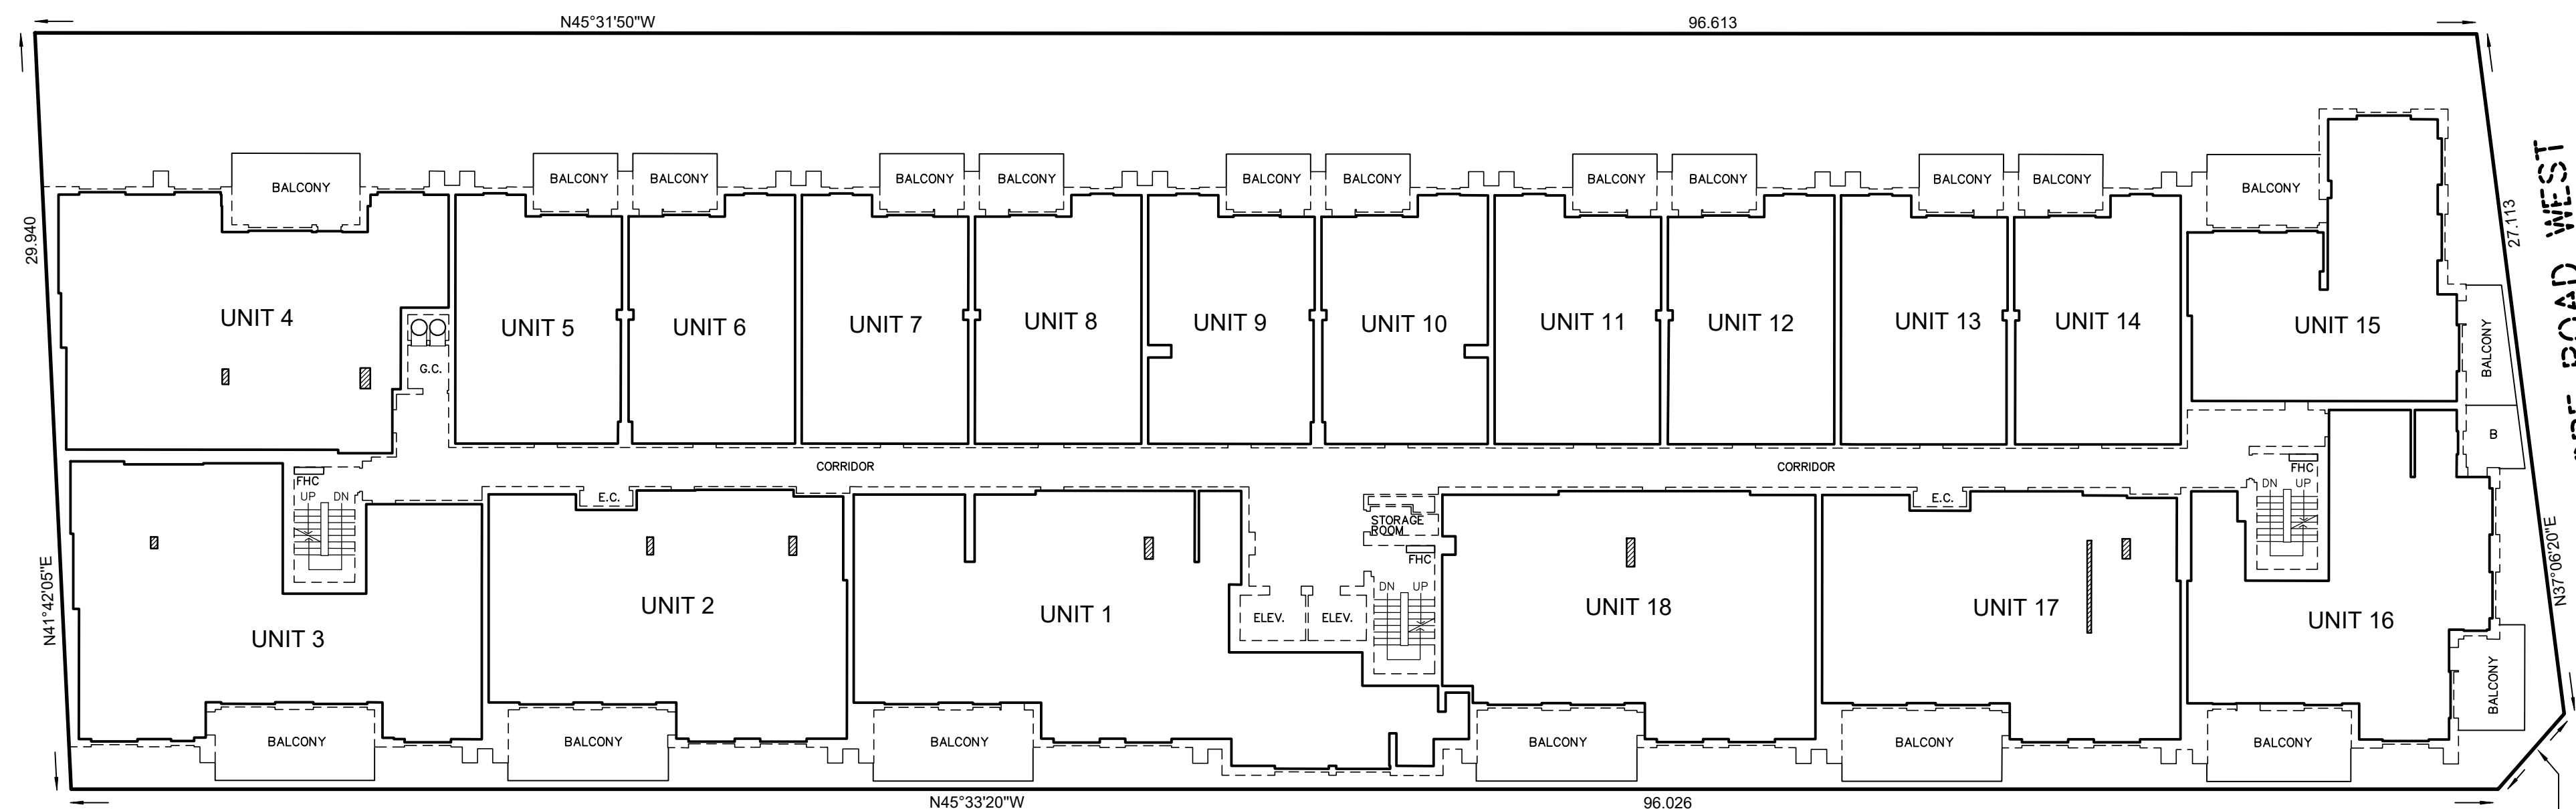 N45°31'50"W
96.613
BALCONY
BALCONY
BALCONY
BALCONY
BALCONY
BALCONY
BALCONY
BALCONY
BALCONY
BALCONY
BALCONY
BALCONY
29.940
27.113
ROAD WEST
UNIT 4
UNIT 5
UNIT 6
UNIT 7
UNIT 8
UNIT 9
UNIT 10
UNIT 11
UNIT 12
UNIT 13
UNIT 14
UNIT 15
BALCONY
G.C.
B
CORRIDOR
CORRIDOR
FHC
UP
DN
E.C.
STORAGE
ROOM
FHC
DN
UP
E.C.
FHC
DN
UP
N41°42'05"E
N37°06'20"E
UNIT 3
UNIT 2
UNIT 1
ELEV.
ELEV.
UNIT 18
UNIT 17
UNIT 16
BALCONY
BALCONY
BALCONY
BALCONY
BALCONY
BALCONY
BALCONY
N45°33'20"W
96.026